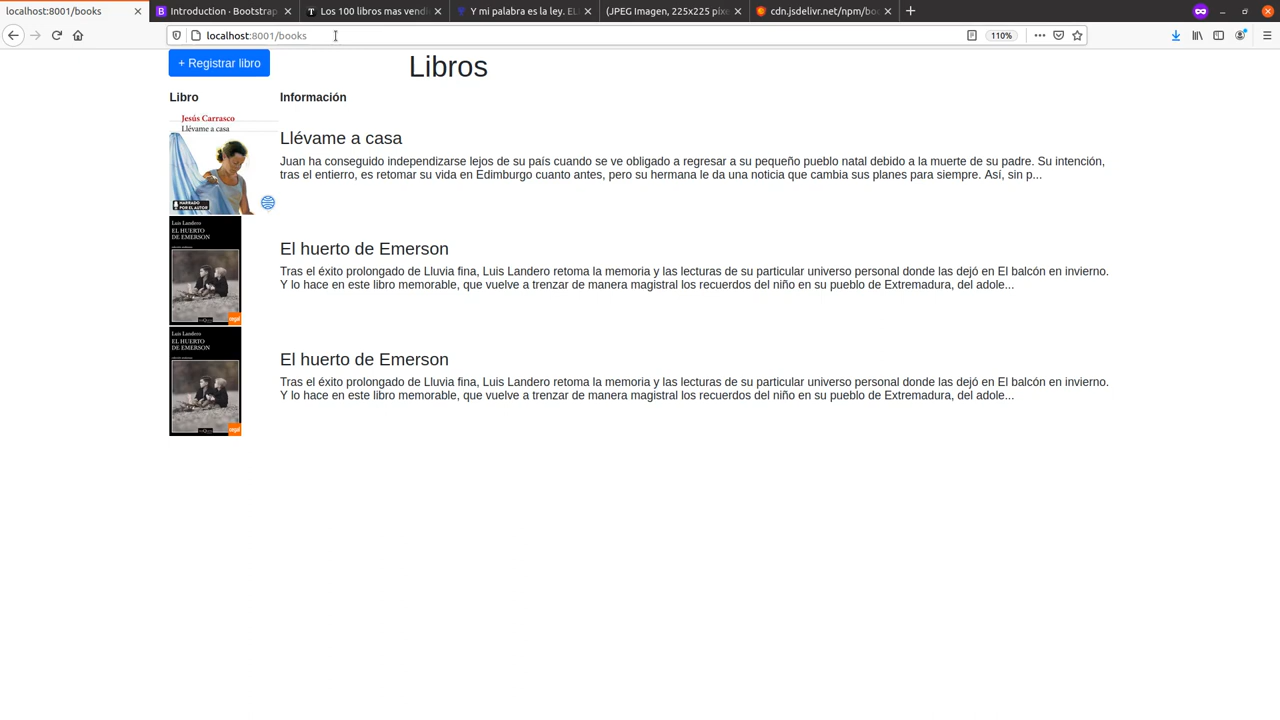 localhost:8001/books
Introduction · Bootstrap
Los 100 libros mas vendi
Y mi palabra es la ley. EL
(JPEG Imagen, 225x225 píxe
cdn.jsdelivr.net/npm/boo
localhost:8001/books
110%
+ Registrar libro
Libros
Libro
Información
Jesús Carrasco
Llévame a casa
NARRADO
POR EL AUTOR
Llévame a casa
Juan ha conseguido independizarse lejos de su país cuando se ve obligado a regresar a su pequeño pueblo natal debido a la muerte de su padre. Su intención,
tras el entierro, es retomar su vida en Edimburgo cuanto antes, pero su hermana le da una noticia que cambia sus planes para siempre. Así, sin p...
Luis Landero
EL HUERTO
DE EMERSON
El huerto de Emerson
Tras el éxito prolongado de Lluvia fina, Luis Landero retoma la memoria y las lecturas de su particular universo personal donde las dejó en El balcón en invierno.
Y lo hace en este libro memorable, que vuelve a trenzar de manera magistral los recuerdos del niño en su pueblo de Extremadura, del adole...
Luis Landero
EL HUERTO
DE EMERSON
El huerto de Emerson
Tras el éxito prolongado de Lluvia fina, Luis Landero retoma la memoria y las lecturas de su particular universo personal donde las dejó en El balcón en invierno.
Y lo hace en este libro memorable, que vuelve a trenzar de manera magistral los recuerdos del niño en su pueblo de Extremadura, del adole...